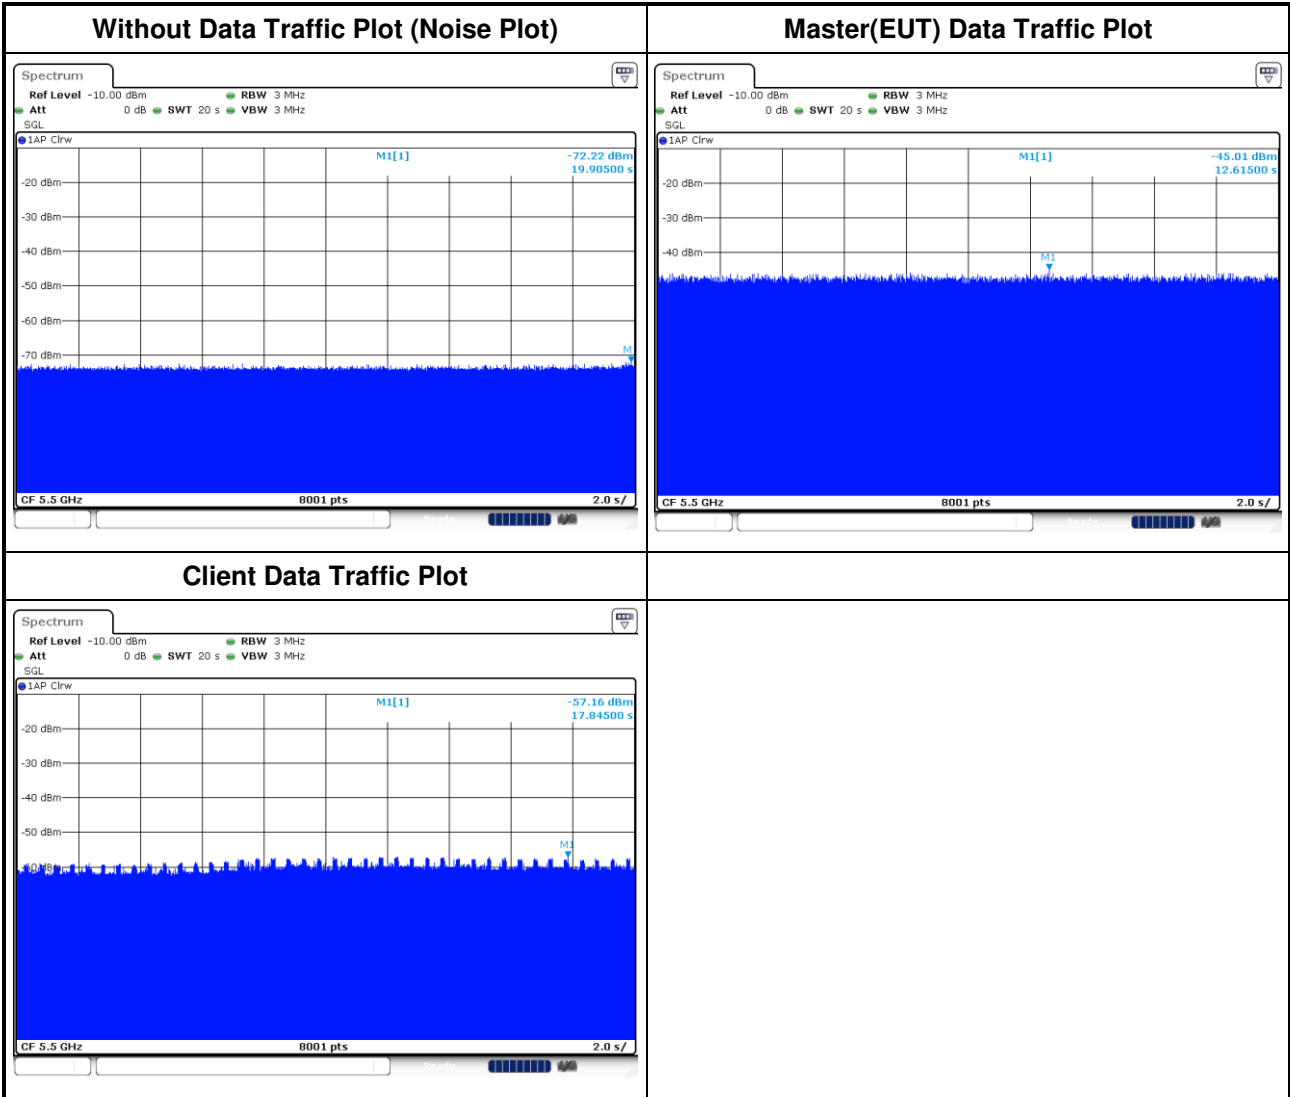 Without Data Traffic Plot (Noise Plot)
Master(EUT) Data Traffic Plot
Spectrum
Ref Level -10.00 dBm RBW 3 MHz
Att 0 dB SWT 20 s VBW 3 MHz
SGL
1AP Clrw
M1[1] -72.22 dBm
19.90500 s
-20 dBm
-30 dBm
-40 dBm
-50 dBm
-60 dBm
-70 dBm
CF 5.5 GHz 8001 pts 2.0 s/
Spectrum
Ref Level -10.00 dBm RBW 3 MHz
Att 0 dB SWT 20 s VBW 3 MHz
SGL
1AP Clrw
M1[1] -45.01 dBm
12.61500 s
-20 dBm
-30 dBm
-40 dBm
M1
CF 5.5 GHz 8001 pts 2.0 s/
Ready
Client Data Traffic Plot
Spectrum
Ref Level -10.00 dBm RBW 3 MHz
Att 0 dB SWT 20 s VBW 3 MHz
SGL
1AP Clrw
M1[1] -57.16 dBm
17.84500 s
-20 dBm
-30 dBm
-40 dBm
-50 dBm
M1
CF 5.5 GHz 8001 pts 2.0 s/
Ready